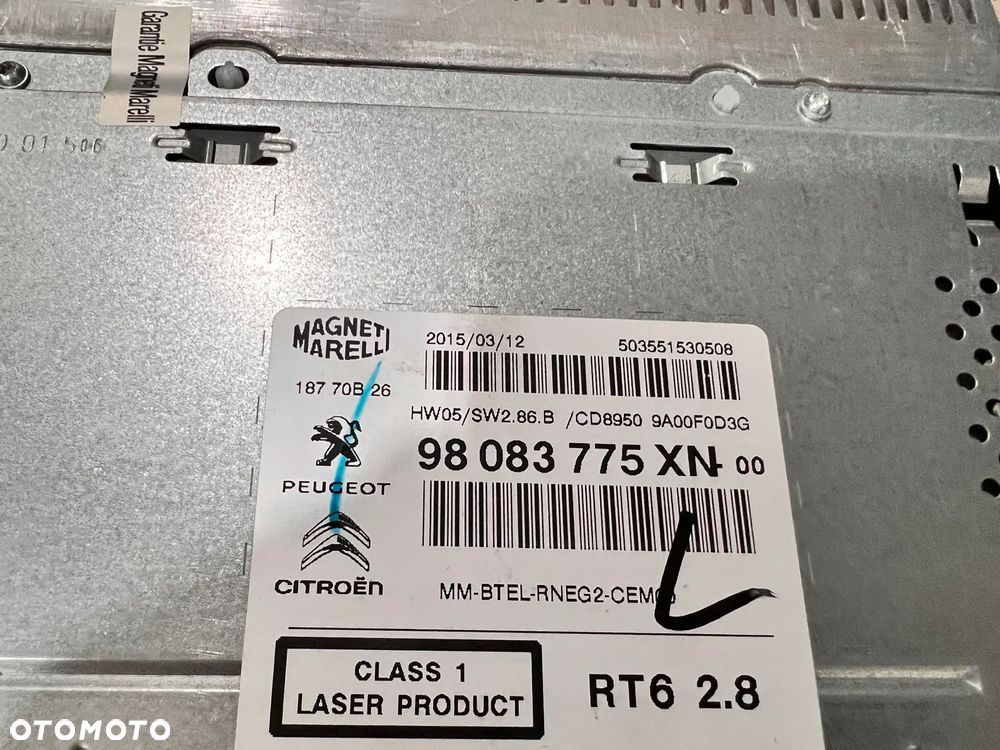 Garantie Magneti Marelli
0 01 506
MAGNETI
MARELLI
2015/03/12
503551530508
187 70B 26
HW05/SW2.86.B /CD8950 9A00F0D3G
98 083 775 XN- 00
PEUGEOT
CITROËN
MM-BTEL-RNEG2-CEM
CLASS 1
LASER PRODUCT
RT6 2.8
OTOMOTO